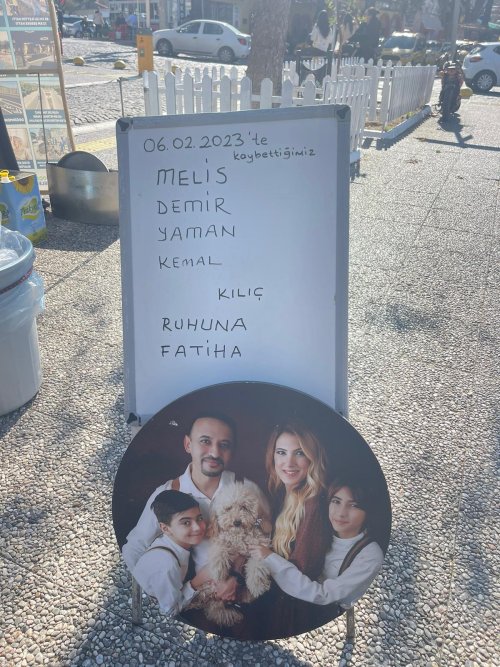 06.02.2023'te
kaybettiğimiz
MELİS
DEMİR
YAMAN
KEMAL
KILIÇ
RUHUNA
FATİHA